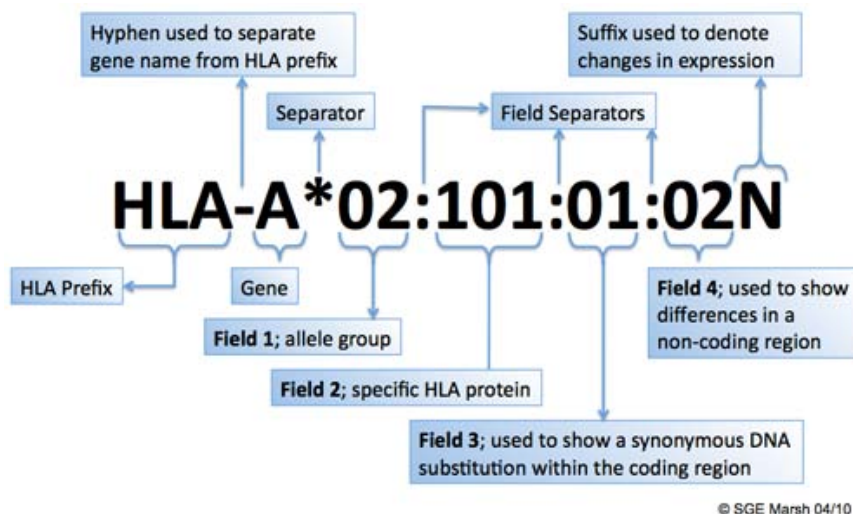 Hyphen used to separate
gene name from HLA prefix
Suffix used to denote
changes in expression
Separator
Field Separators
HLA-A*02:101:01:02N
HLA Prefix
Gene
Field 1; allele group
Field 2; specific HLA protein
Field 3; used to show a synonymous DNA
substitution within the coding region
Field 4; used to show
differences in a
non-coding region
© SGE Marsh 04/10